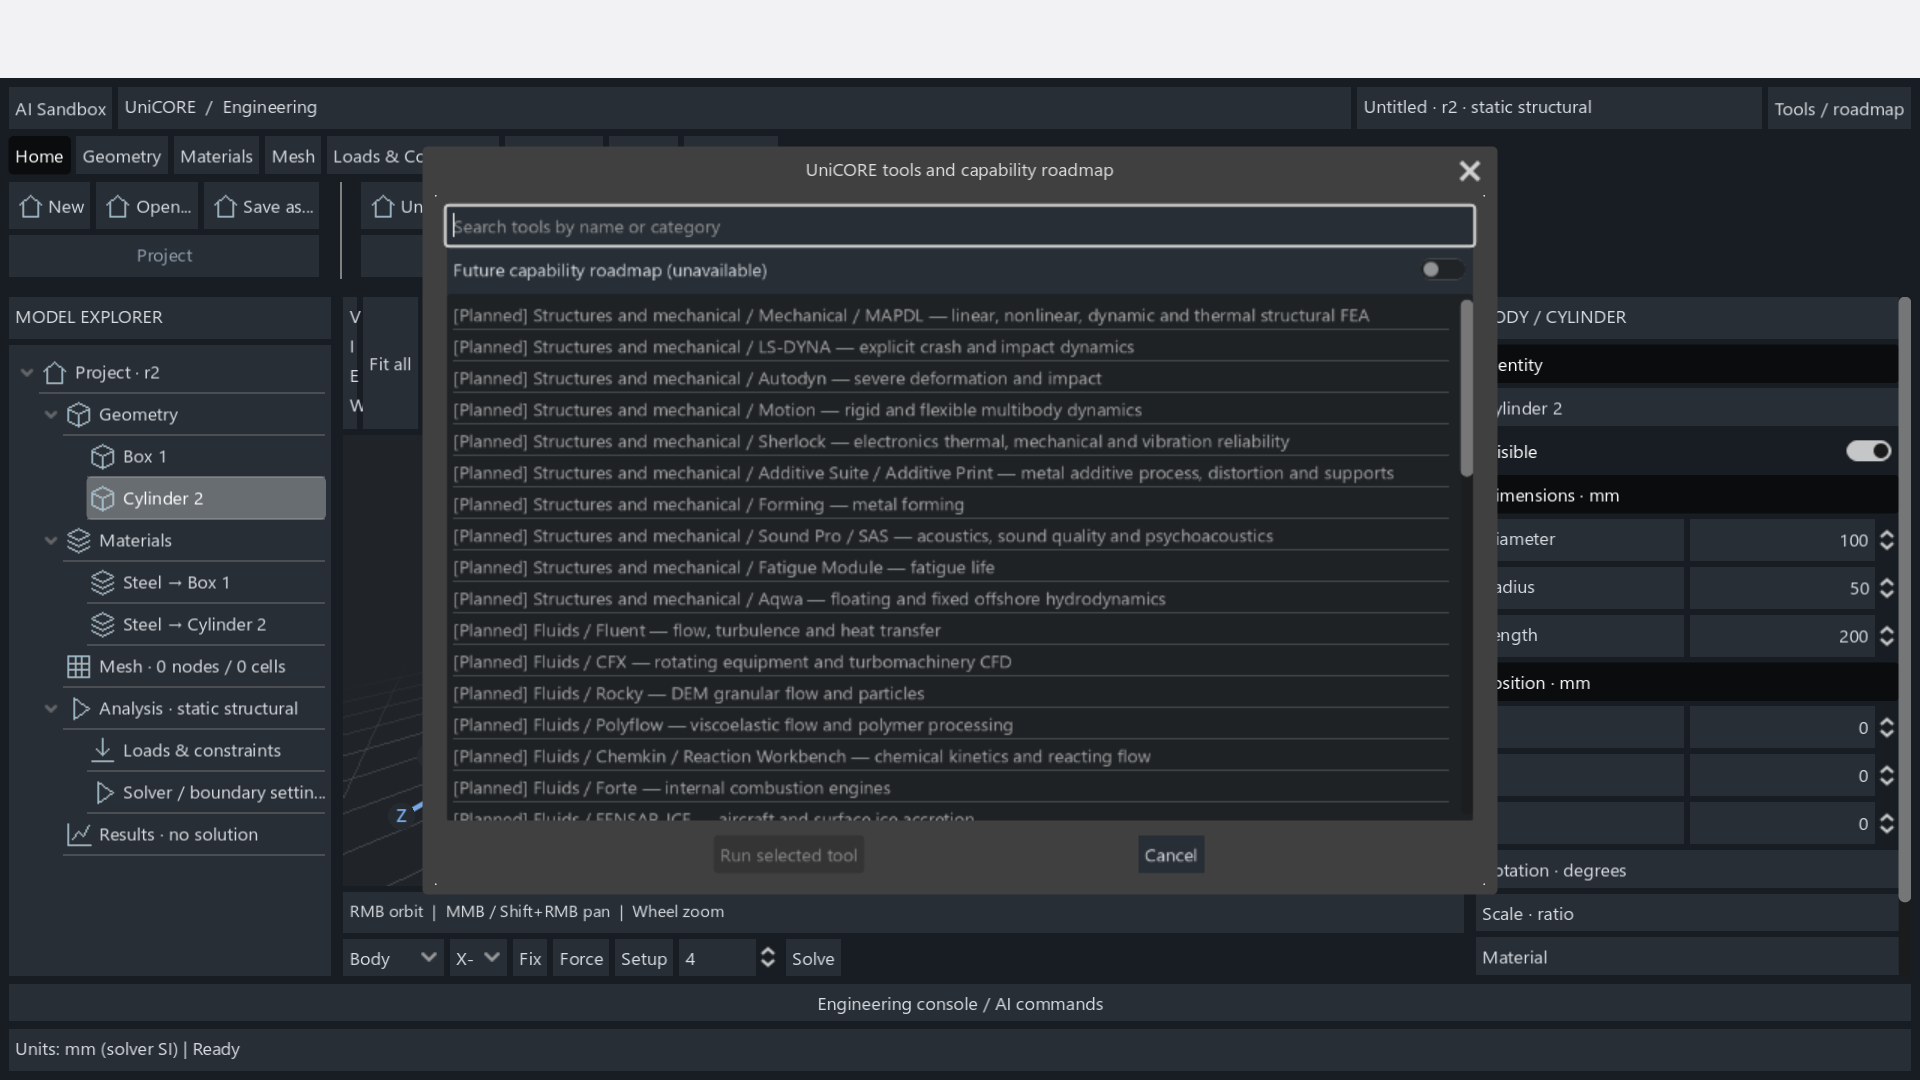 AI Sandbox
UniCORE / Engineering
Untitled · r2 · static structural
Tools / roadmap
Home
Geometry
Materials
Mesh
Loads & Co
New
Open...
Save as...
Un
Project
UniCORE tools and capability roadmap
Search tools by name or category
Future capability roadmap (unavailable)
[Planned] Structures and mechanical / Mechanical / MAPDL — linear, nonlinear, dynamic and thermal structural FEA
[Planned] Structures and mechanical / LS-DYNA — explicit crash and impact dynamics
[Planned] Structures and mechanical / Autodyn — severe deformation and impact
[Planned] Structures and mechanical / Motion — rigid and flexible multibody dynamics
[Planned] Structures and mechanical / Sherlock — electronics thermal, mechanical and vibration reliability
[Planned] Structures and mechanical / Additive Suite / Additive Print — metal additive process, distortion and supports
[Planned] Structures and mechanical / Forming — metal forming
[Planned] Structures and mechanical / Sound Pro / SAS — acoustics, sound quality and psychoacoustics
[Planned] Structures and mechanical / Fatigue Module — fatigue life
[Planned] Structures and mechanical / Aqwa — floating and fixed offshore hydrodynamics
[Planned] Fluids / Fluent — flow, turbulence and heat transfer
[Planned] Fluids / CFX — rotating equipment and turbomachinery CFD
[Planned] Fluids / Rocky — DEM granular flow and particles
[Planned] Fluids / Polyflow — viscoelastic flow and polymer processing
[Planned] Fluids / Chemkin / Reaction Workbench — chemical kinetics and reacting flow
[Planned] Fluids / Forte — internal combustion engines
[Planned] Fluids / FENSAP-ICE — aircraft and surface ice accretion
Run selected tool
Cancel
MODEL EXPLORER
Project · r2
Geometry
Box 1
Cylinder 2
Materials
Steel → Box 1
Steel → Cylinder 2
Mesh · 0 nodes / 0 cells
Analysis · static structural
Loads & constraints
Solver / boundary settin...
Results · no solution
V
I
E
W
Fit all
Z
ODY / CYLINDER
entity
ylinder 2
isible
imensions · mm
iameter
100
adius
50
ength
200
osition · mm
0
0
0
otation · degrees
Scale · ratio
Material
RMB orbit | MMB / Shift+RMB pan | Wheel zoom
Body
X-
Fix
Force
Setup
4
Solve
Engineering console / AI commands
Units: mm (solver SI) | Ready